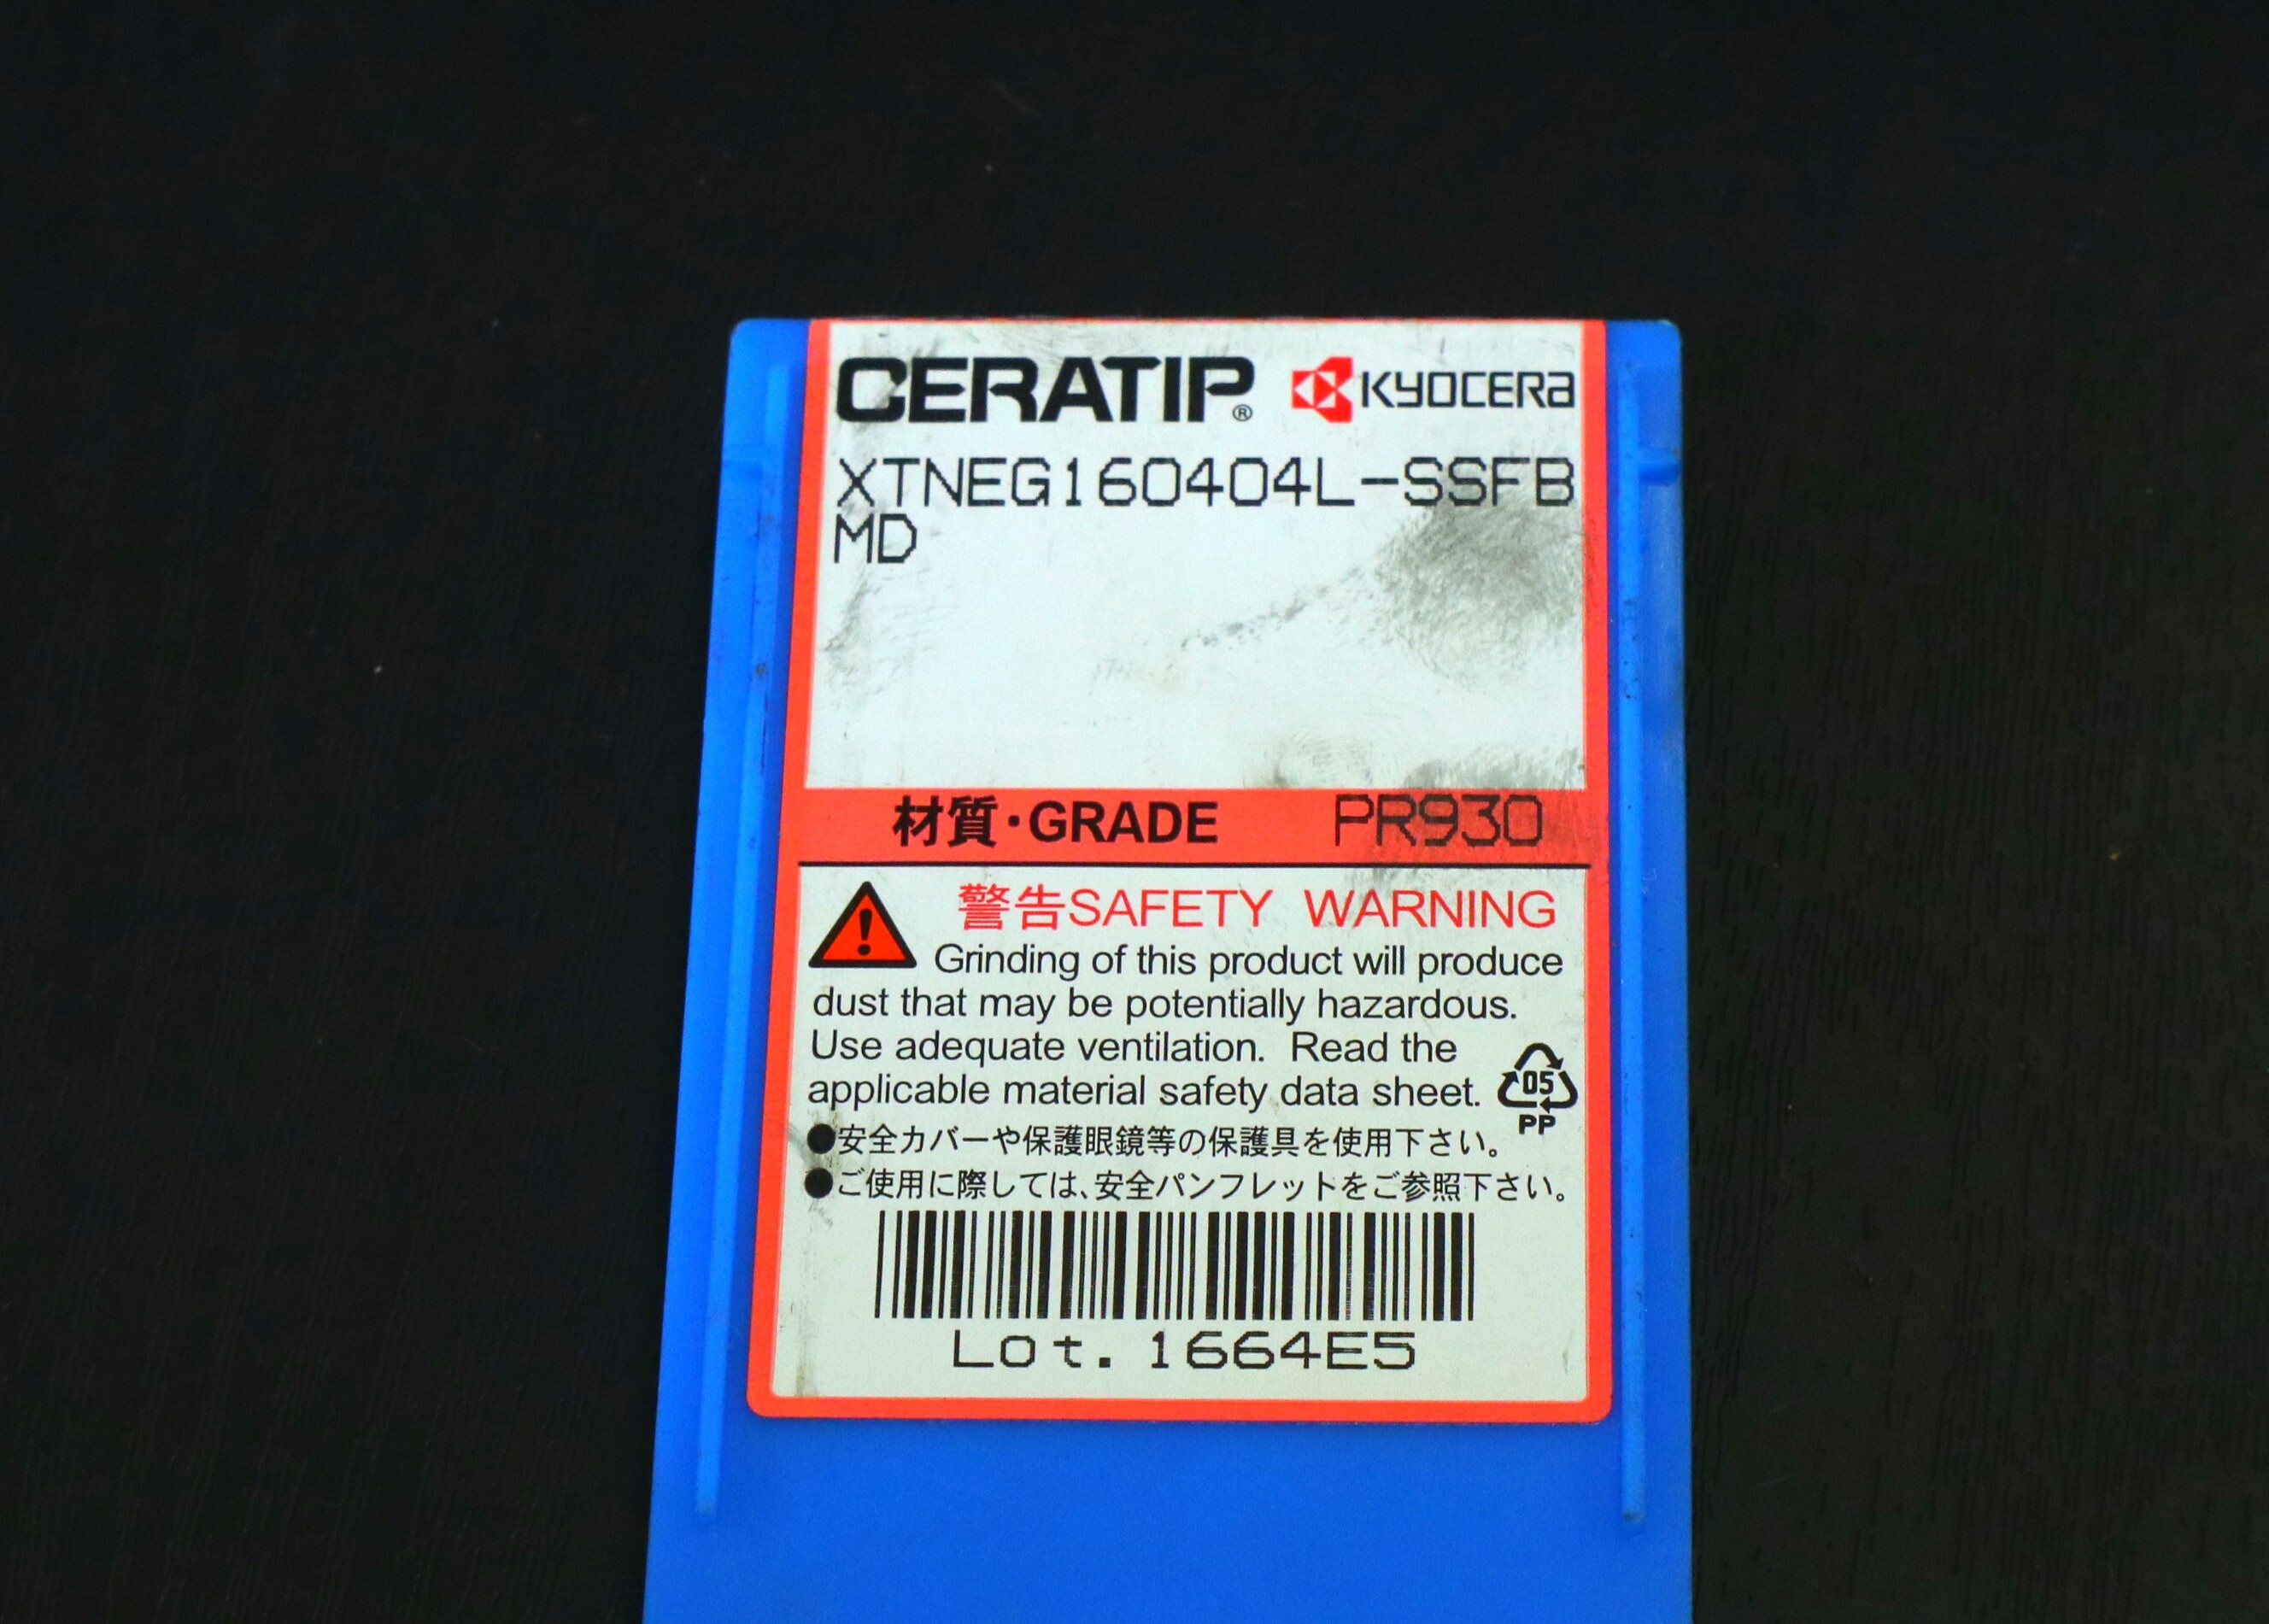 CERATIP® KYOCERA
XTNEG160404L-SSFB
MD
材質・GRADE PR930
警告SAFETY WARNING
Grinding of this product will produce
dust that may be potentially hazardous.
Use adequate ventilation. Read the
applicable material safety data sheet.
05
PP
●安全カバーや保護眼鏡等の保護具を使用下さい。
●ご使用に際しては、安全パンフレットをご参照下さい。
Lot. 1664E5